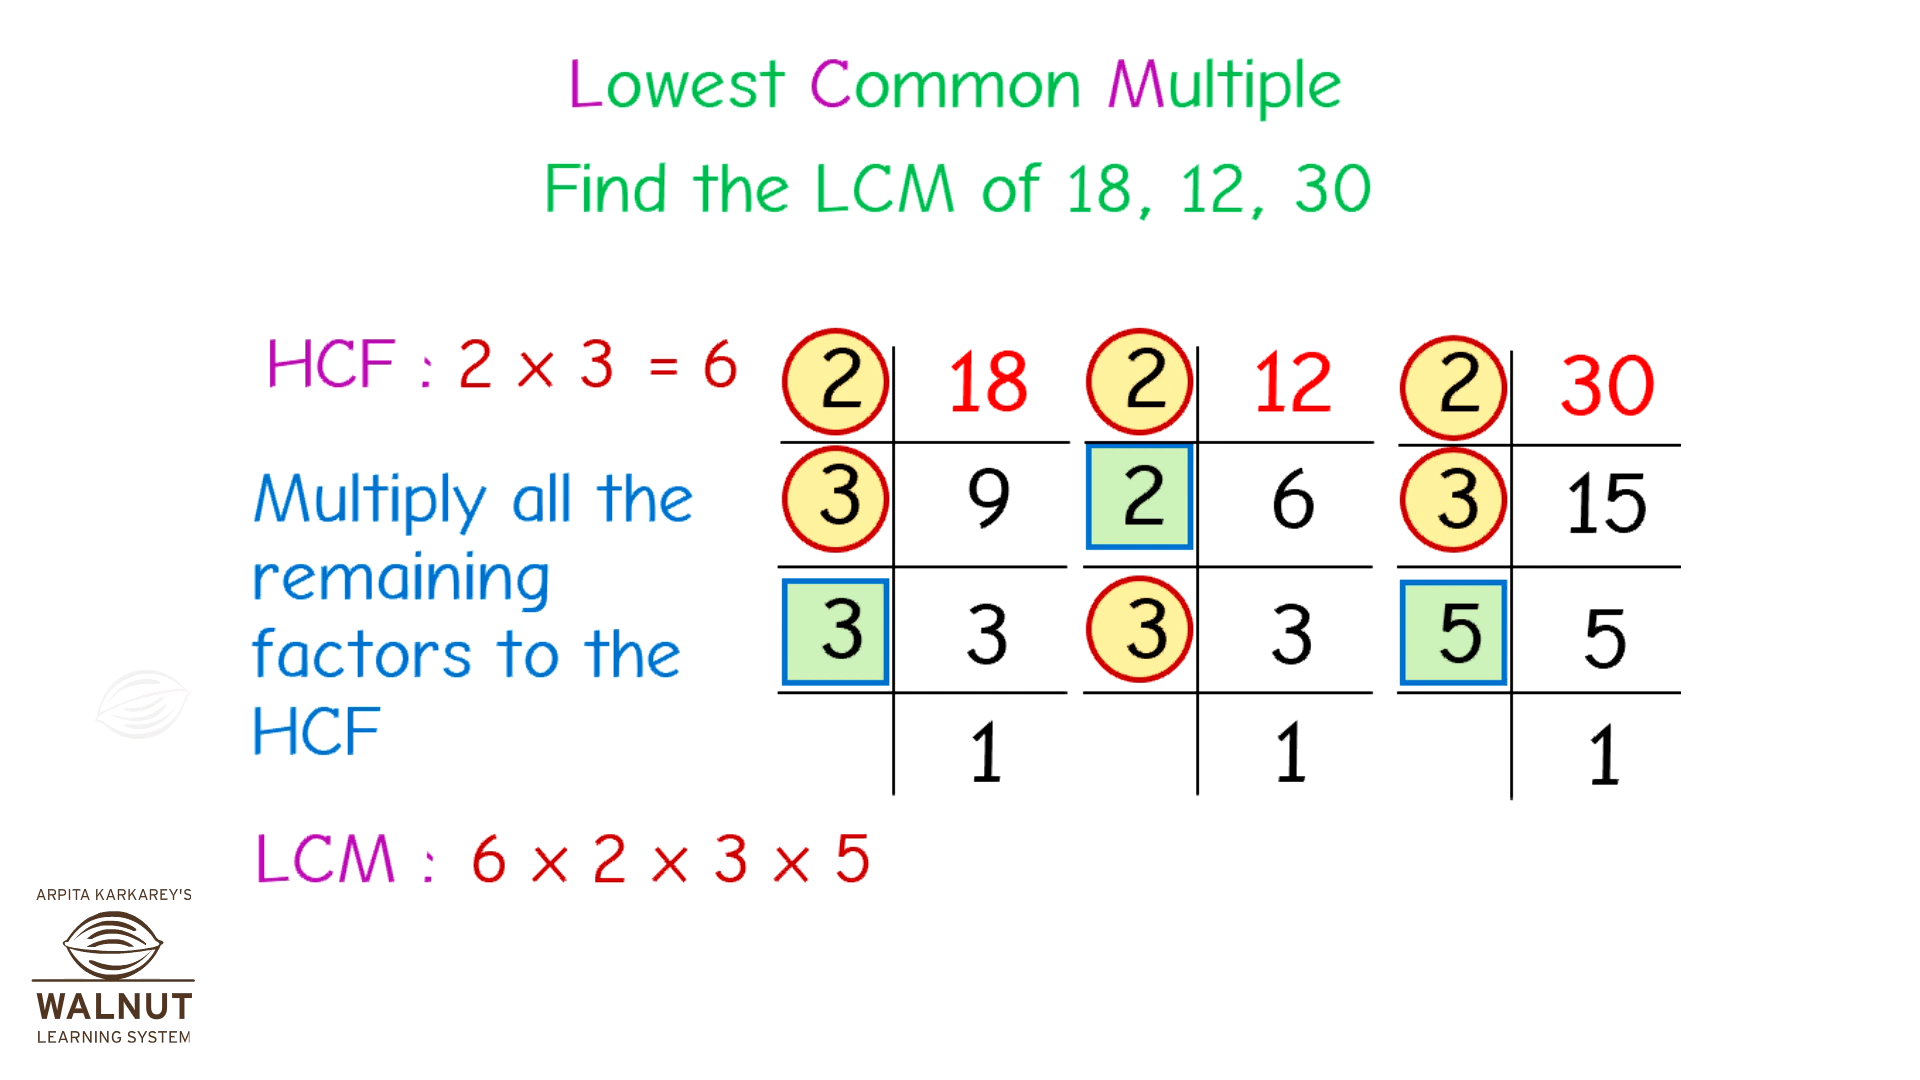 Lowest Common Multiple
Find the LCM of 18, 12, 30
HCF : 2 x 3 = 6
2 18 2 12 2 30
3 9 2 6 3 15
3 3 3 3 5 5
1 1 1
Multiply all the
remaining
factors to the
HCF
LCM : 6 x 2 x 3 x 5
ARPITA KARKAREY'S
WALNUT
LEARNING SYSTEM